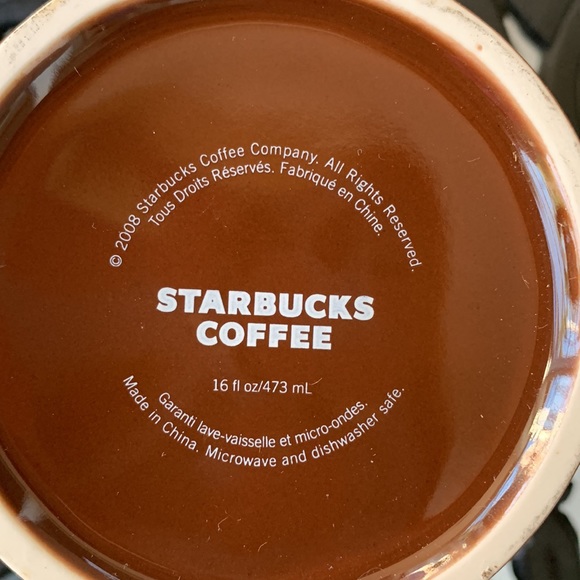 © 2008 Starbucks Coffee Company. All Rights Reserved.
Tous Droits Réservés. Fabriqué en Chine.
STARBUCKS
COFFEE
16 fl oz/473 mL
Garanti lave-vaisselle et micro-ondes.
Made in China. Microwave and dishwasher safe.